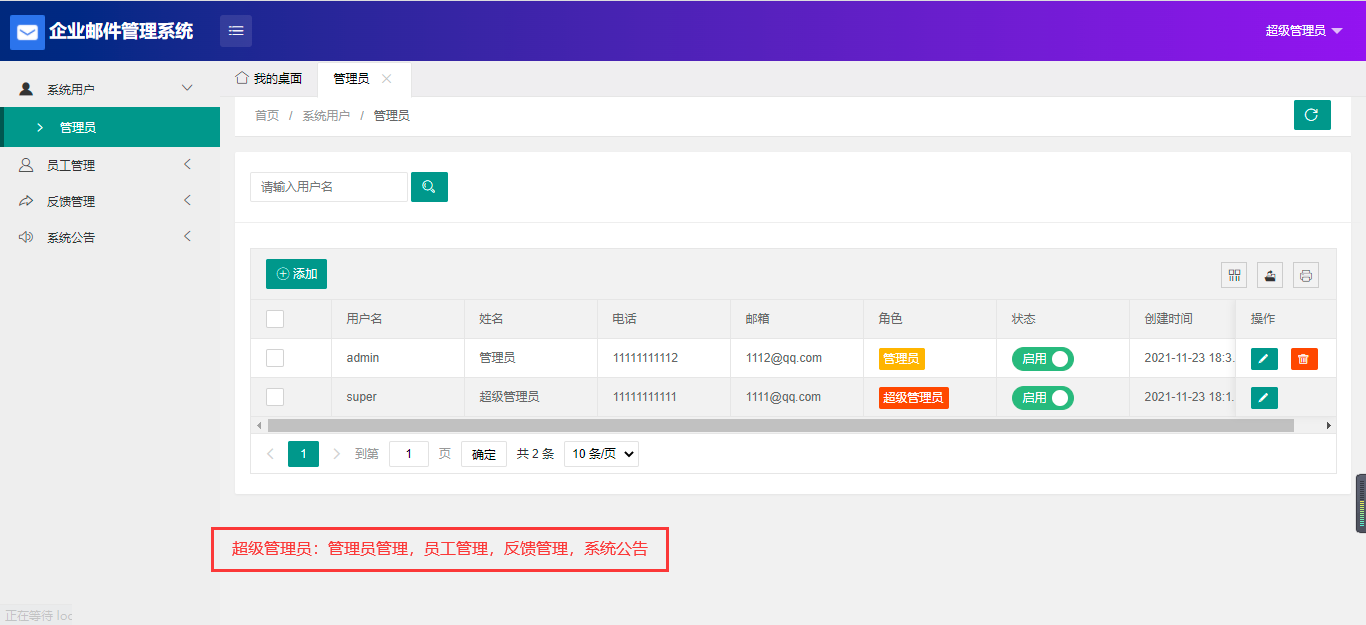 企业邮件管理系统
超级管理员
系统用户
管理员
员工管理
反馈管理
系统公告
我的桌面 管理员
首页 / 系统用户 / 管理员
请输入用户名
添加
用户名 姓名 电话 邮箱 角色 状态 创建时间 操作
admin 管理员 11111111112 1112@qq.com 管理员 启用 2021-11-23 18:3.
super 超级管理员 11111111111 1111@qq.com 超级管理员 启用 2021-11-23 18:1.
1 到第 1 页 确定 共 2 条 10 条/页
超级管理员：管理员管理，员工管理，反馈管理，系统公告
正在等待 loc